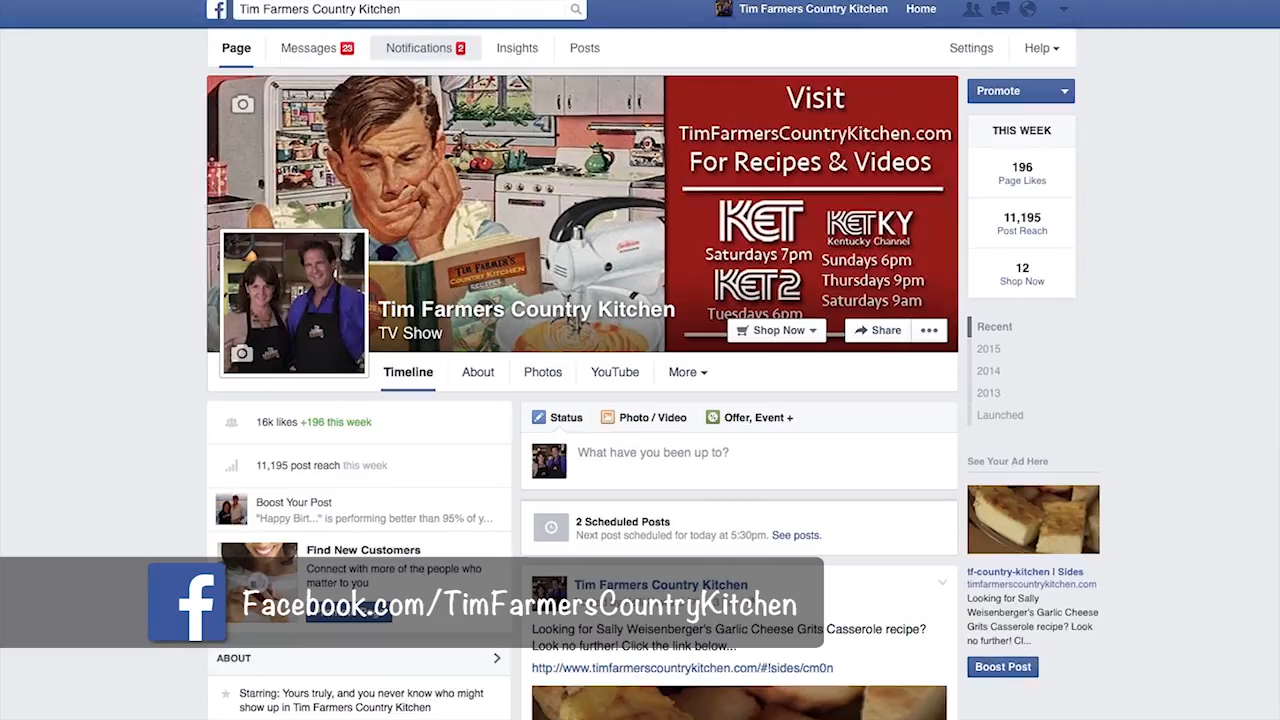 Tim Farmers Country Kitchen
Tim Farmers Country Kitchen
Home
Page
Messages 23
Notifications 2
Insights
Posts
Settings
Help
Visit
TimFarmersCountryKitchen.com
For Recipes & Videos
KET
Saturdays 7pm
KET2
Tuesdays 6pm
KET KY
Kentucky Channel
Sundays 6pm
Thursdays 9pm
Saturdays 9am
TIM FARMER'S
COUNTRY KITCHEN
RECIPES
Tim Farmers Country Kitchen
TV Show
Shop Now
Share
Timeline
About
Photos
YouTube
More
Promote
THIS WEEK
196
Page Likes
11,195
Post Reach
12
Shop Now
Recent
2015
2014
2013
Launched
16k likes +196 this week
11,195 post reach this week
Boost Your Post
"Happy Birt..." is performing better than 95% of y...
Find New Customers
Connect with more of the people who
matter to you
ABOUT
Starring: Yours truly, and you never know who might
show up in Tim Farmers Country Kitchen
Status
Photo / Video
Offer, Event +
What have you been up to?
2 Scheduled Posts
Next post scheduled for today at 5:30pm. See posts.
Tim Farmers Country Kitchen
Looking for Sally Weisenberger's Garlic Cheese Grits Casserole recipe?
Look no further! Click the link below...
http://www.timfarmerscountrykitchen.com/#!sides/cm0n
See Your Ad Here
tf-country-kitchen | Sides
timfarmerscountrykitchen.com
Looking for Sally
Weisenberger's Garlic Cheese
Grits Casserole recipe? Look
no further! Cl...
Boost Post
Facebook.com/TimFarmersCountryKitchen